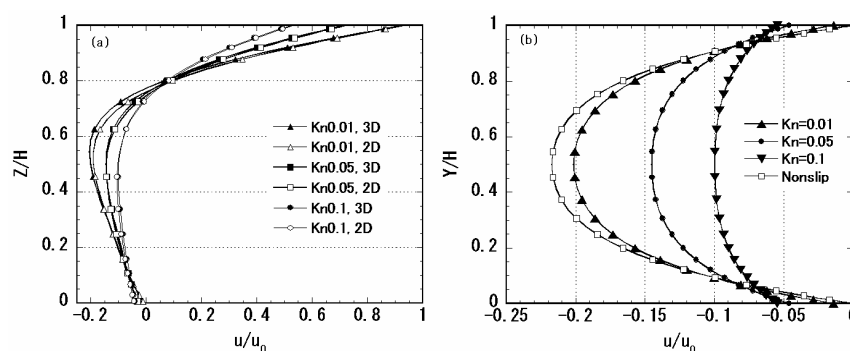 (a)
Z/H
1
0.8
0.6
0.4
0.2
0
-0.2
0
0.2
0.4
0.6
0.8
1
u/u0
Kn0.01, 3D
Kn0.01, 2D
Kn0.05, 3D
Kn0.05, 2D
Kn0.1, 3D
Kn0.1, 2D
(b)
Y/H
1
0.8
0.6
0.4
0.2
0
-0.25
-0.2
-0.15
-0.1
-0.05
0
u/u0
Kn=0.01
Kn=0.05
Kn=0.1
Nonslip